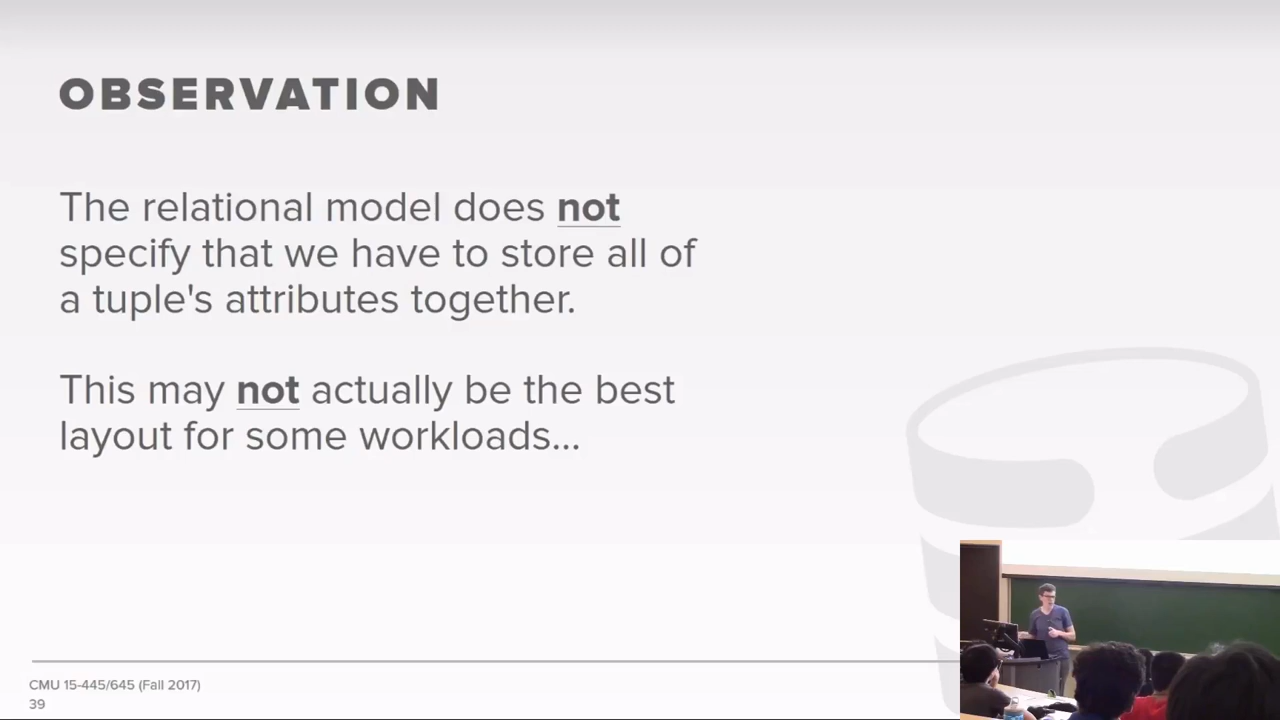 OBSERVATION
The relational model does not
specify that we have to store all of
a tuple's attributes together.
This may not actually be the best
layout for some workloads...
CMU 15-445/645 (Fall 2017)
39